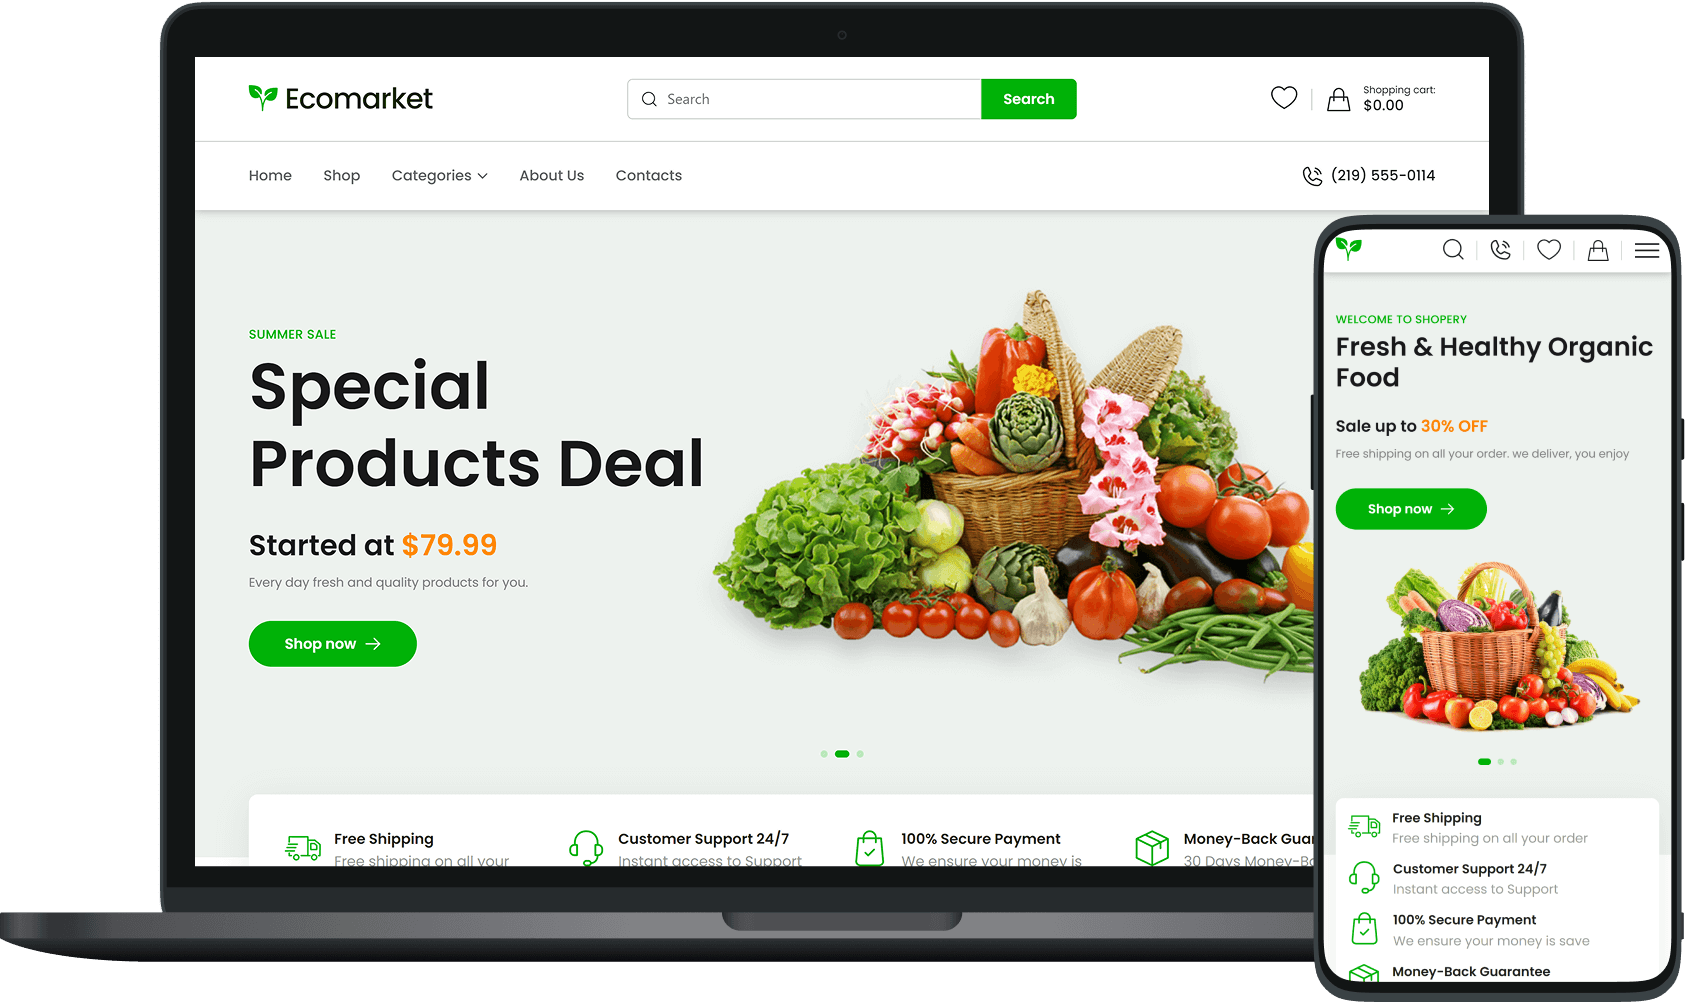 Ecomarket
Search
Search
Shopping cart:
$0.00
Home
Shop
Categories
About Us
Contacts
(219) 555-0114
SUMMER SALE
Special
Products Deal
Started at $79.99
Every day fresh and quality products for you.
Shop now
Free Shipping
Free shipping on all your
Customer Support 24/7
Instant access to Support
100% Secure Payment
We ensure your money is
Money-Back Guar
30 Days Money-Ba
WELCOME TO SHOPERY
Fresh & Healthy Organic
Food
Sale up to 30% OFF
Free shipping on all your order. we deliver, you enjoy
Shop now
Free Shipping
Free shipping on all your order
Customer Support 24/7
Instant access to Support
100% Secure Payment
We ensure your money is save
Money-Back Guarantee